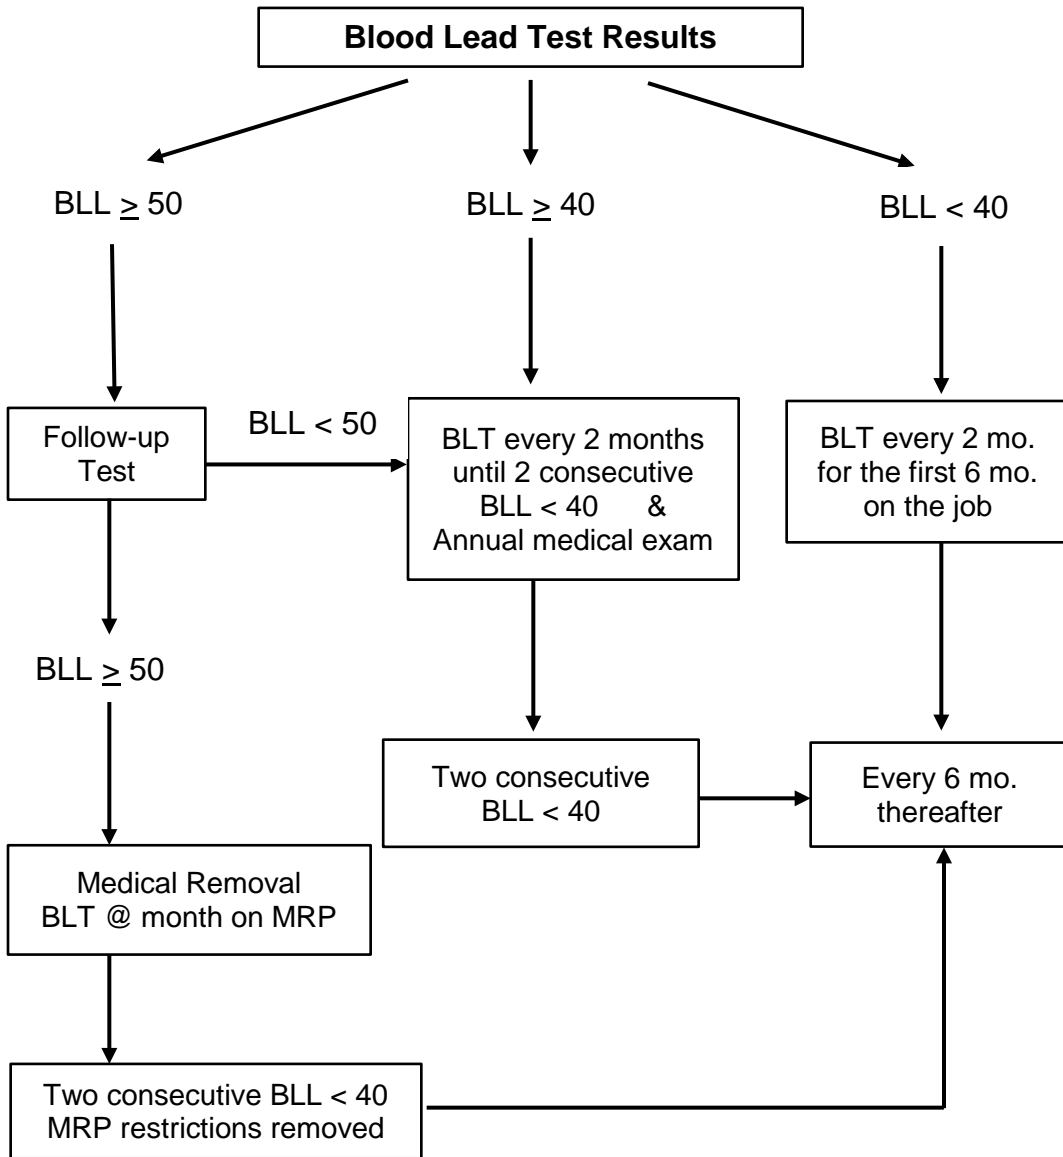 Blood Lead Test Results
BLL ≥ 50
BLL ≥ 40
BLL < 40
Follow-up
Test
BLL < 50
BLT every 2 months
until 2 consecutive
BLL < 40 &
Annual medical exam
BLT every 2 mo.
for the first 6 mo.
on the job
BLL ≥ 50
Two consecutive
BLL < 40
Every 6 mo.
thereafter
Medical Removal
BLT @ month on MRP
Two consecutive BLL < 40
MRP restrictions removed